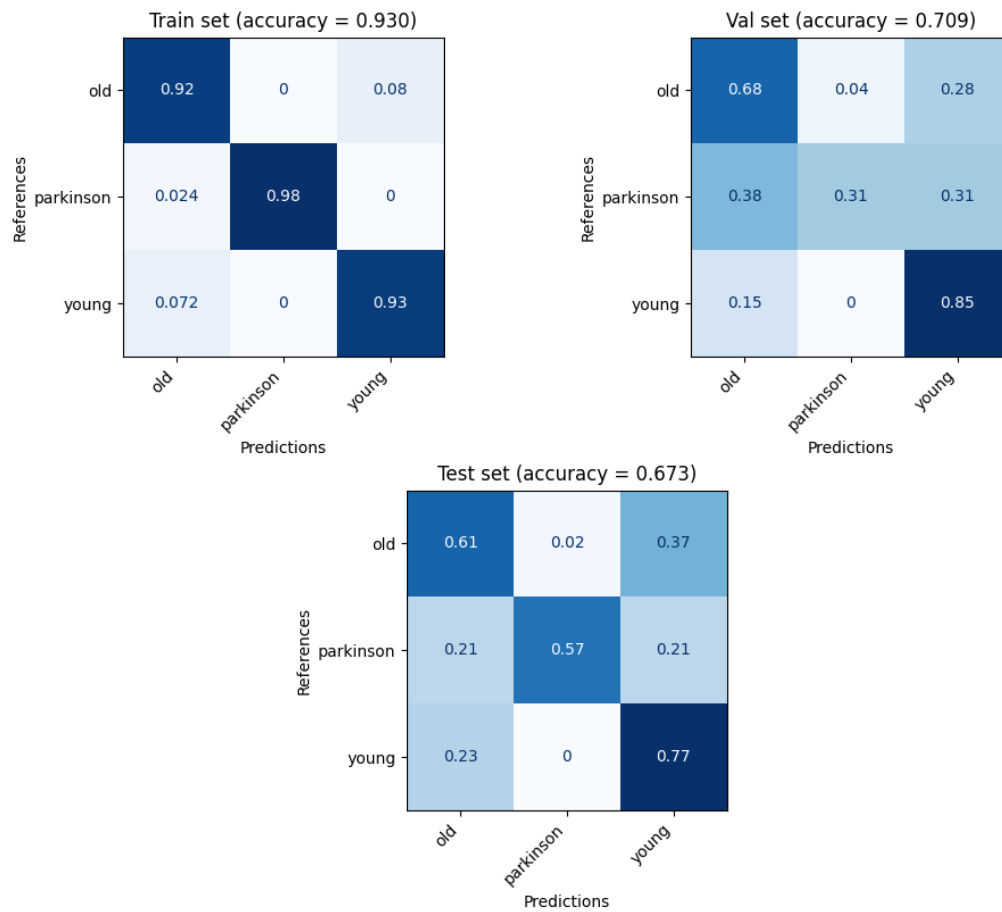 Train set (accuracy = 0.930)
References
old
0.92 0 0.08
parkinson
0.024 0.98 0
young
0.072 0 0.93
old parkinson young
Predictions
Val set (accuracy = 0.709)
References
old
0.68 0.04 0.28
parkinson
0.38 0.31 0.31
young
0.15 0 0.85
old parkinson young
Predictions
Test set (accuracy = 0.673)
References
old
0.61 0.02 0.37
parkinson
0.21 0.57 0.21
young
0.23 0 0.77
old parkinson young
Predictions